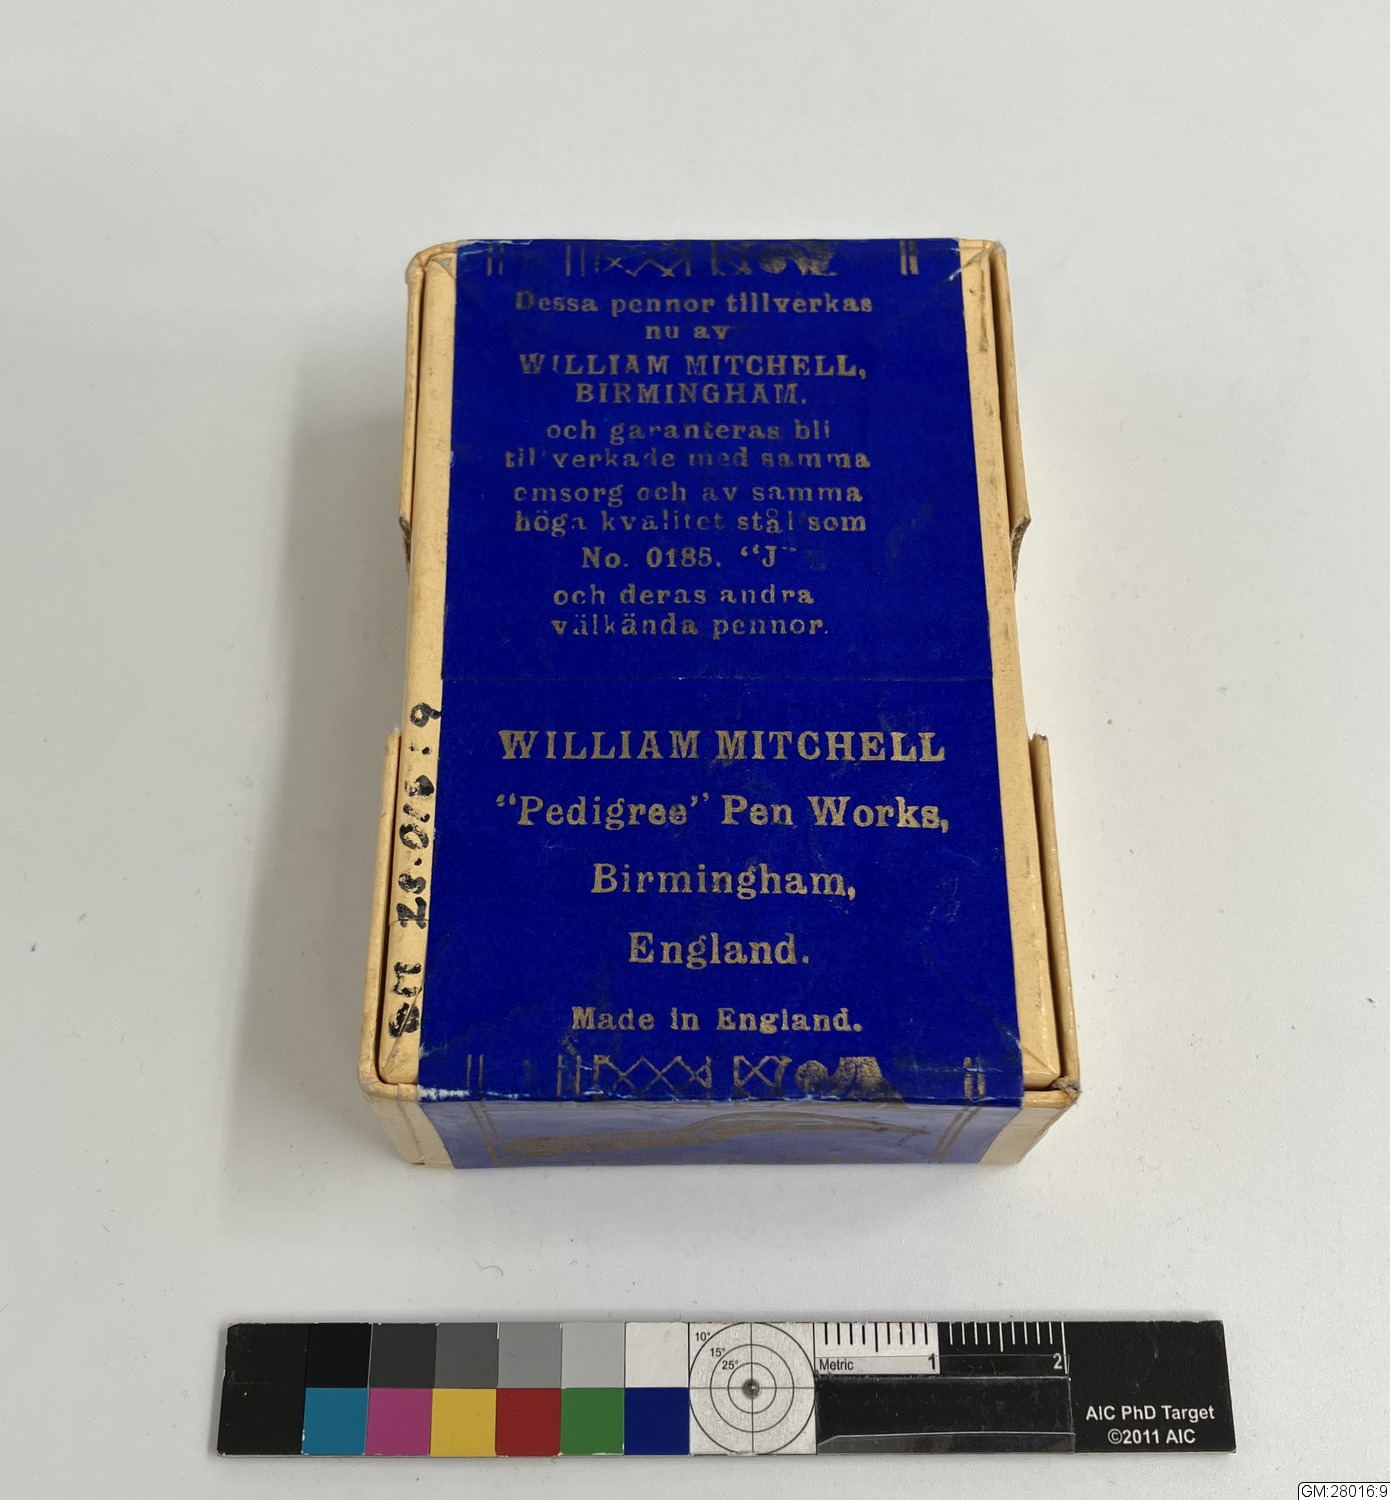 Dessa pennor tillverkas
nu av
WILLIAM MITCHELL,
BIRMINGHAM.
och garanteras bli
tillverkade med samma
omsorg och av samma
höga kvalitet stål som
No. 0185. “J”
och deras andra
välkända pennor.
WILLIAM MITCHELL
“Pedigree” Pen Works,
Birmingham,
England.
Made in England.
GM 28.016:9
10°
15°
25°
Metric
1
2
AIC PhD Target
©2011 AIC
GM:28016:9